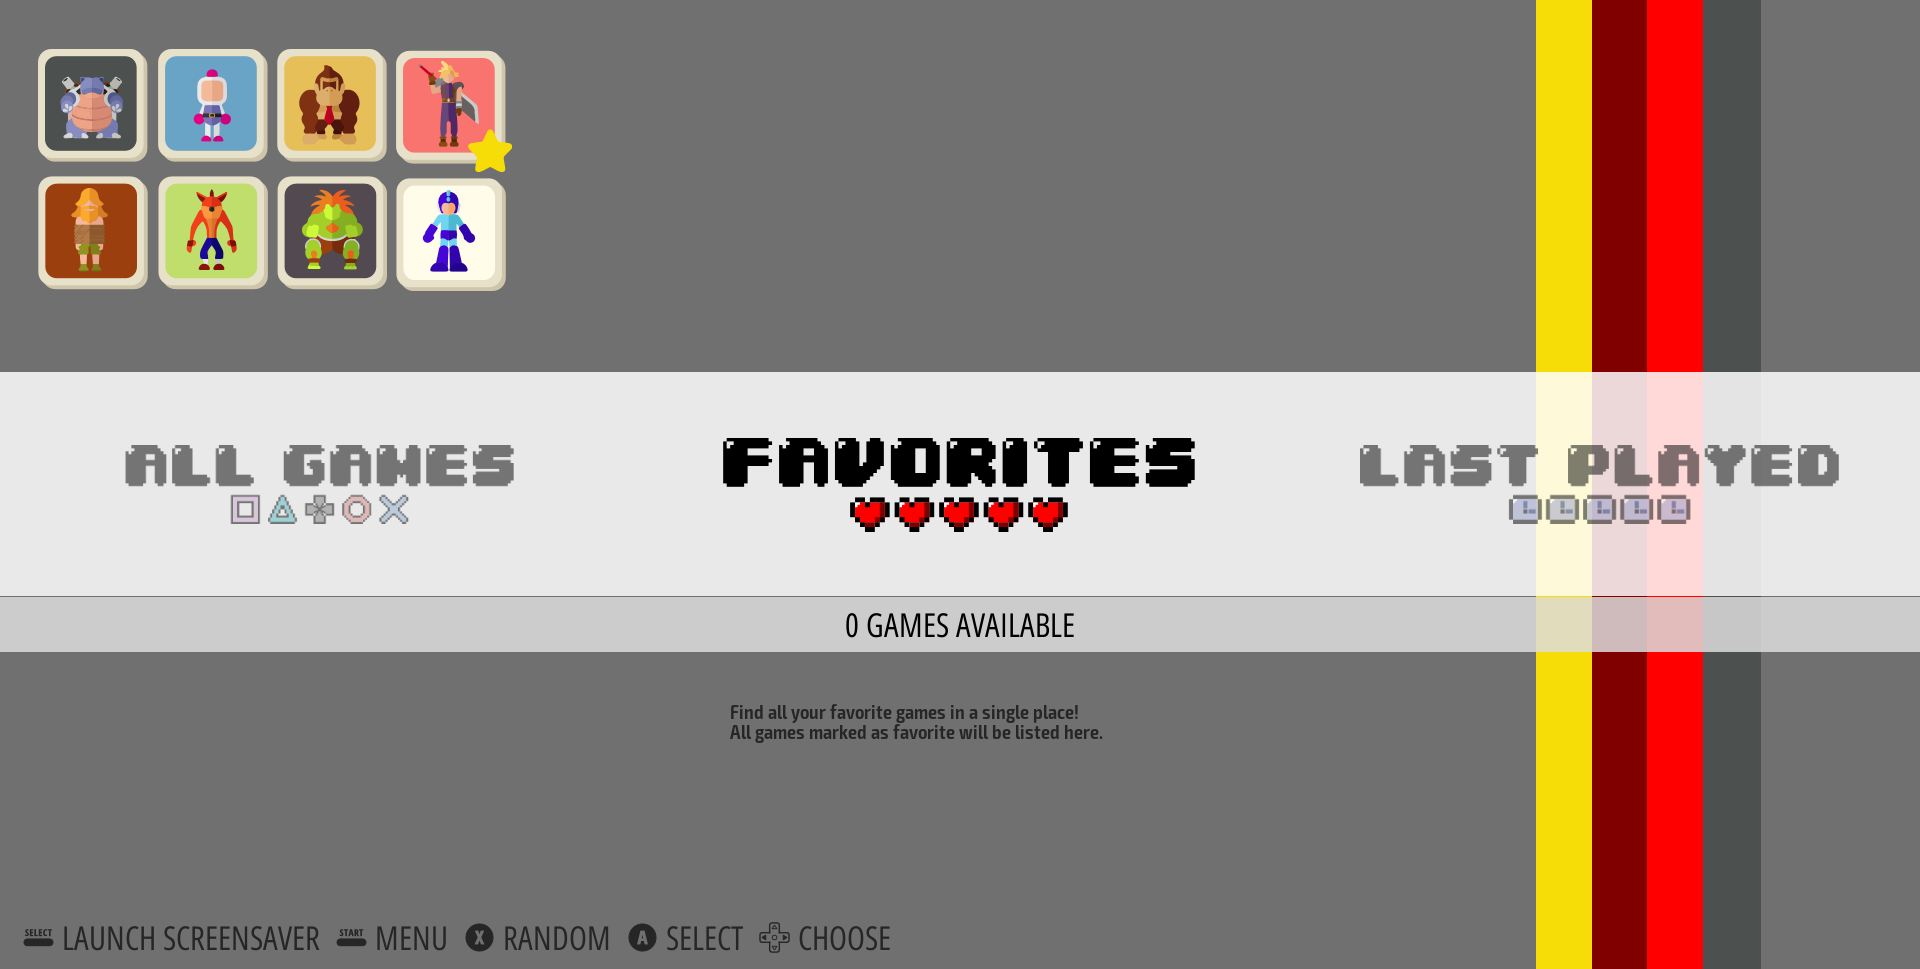 ALL GAMES
FAVORITES
LAST PLAYED
0 GAMES AVAILABLE
Find all your favorite games in a single place!
All games marked as favorite will be listed here.
SELECT LAUNCH SCREENSAVER START MENU X RANDOM A SELECT CHOOSE